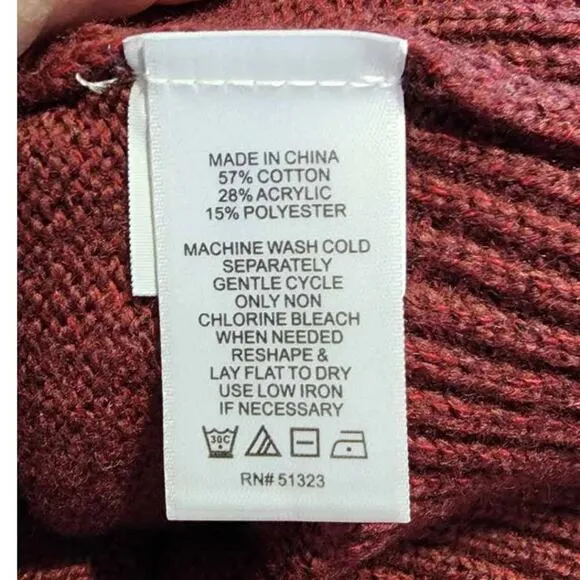 MADE IN CHINA
57% COTTON
28% ACRYLIC
15% POLYESTER
MACHINE WASH COLD
SEPARATELY
GENTLE CYCLE
ONLY NON
CHLORINE BLEACH
WHEN NEEDED
RESHAPE &
LAY FLAT TO DRY
USE LOW IRON
IF NECESSARY
30C
RN# 51323